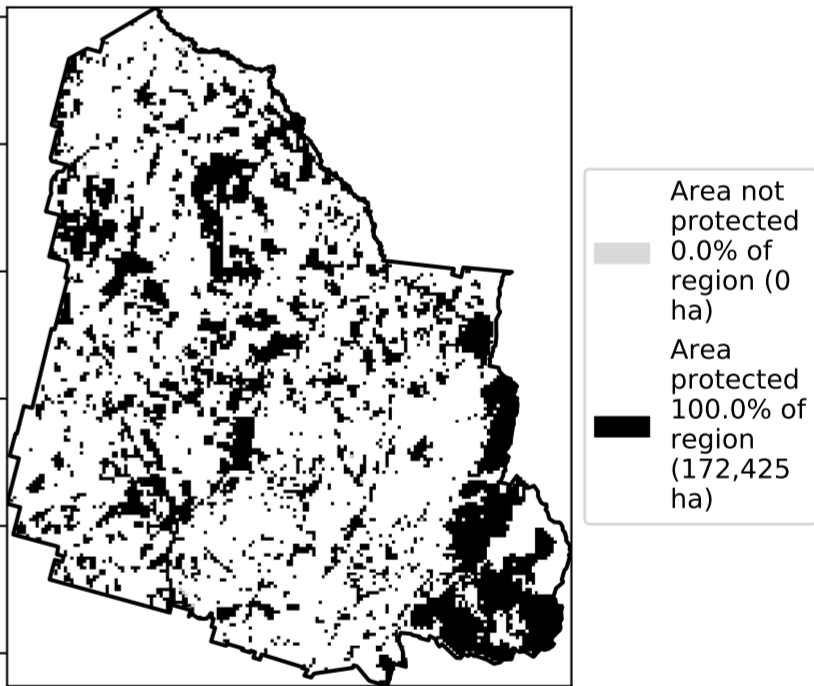 Area not
protected
0.0% of
region (0
ha)
Area
protected
100.0% of
region
(172,425
ha)